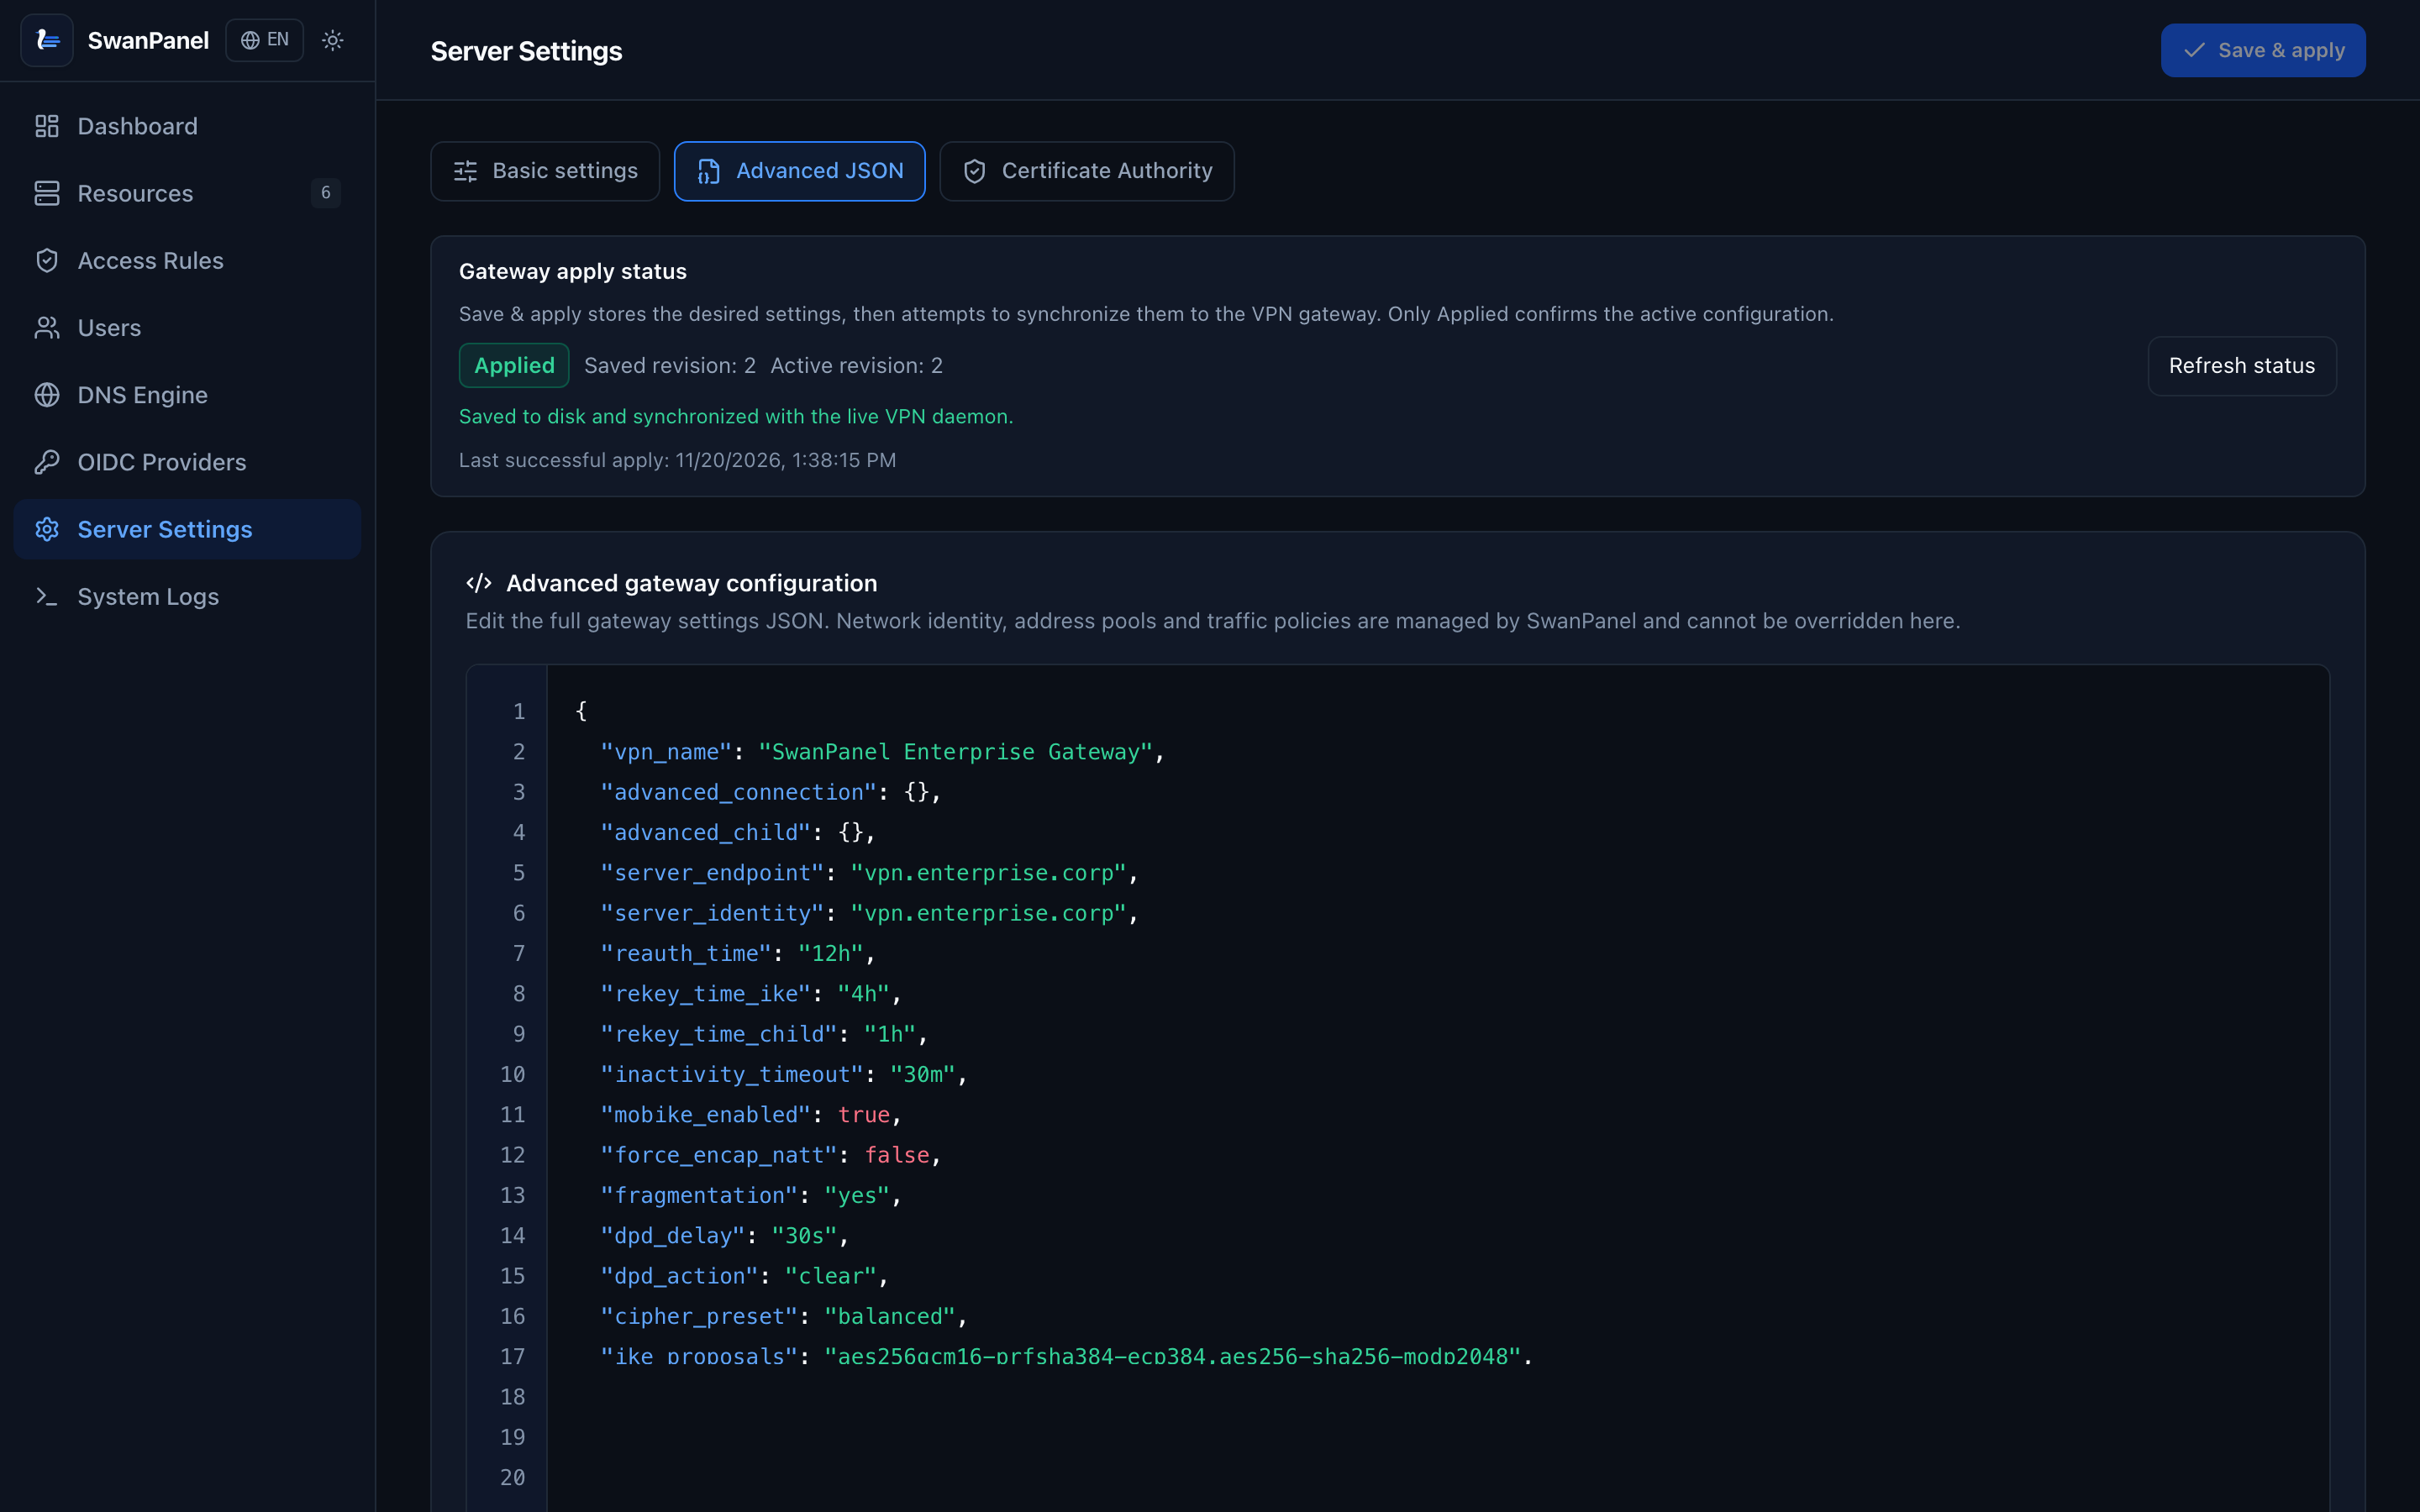 SwanPanel
EN
Dashboard
Resources
6
Access Rules
Users
DNS Engine
OIDC Providers
Server Settings
System Logs
Server Settings
Save & apply
Basic settings
Advanced JSON
Certificate Authority
Gateway apply status
Save & apply stores the desired settings, then attempts to synchronize them to the VPN gateway. Only Applied confirms the active configuration.
Applied Saved revision: 2 Active revision: 2
Refresh status
Saved to disk and synchronized with the live VPN daemon.
Last successful apply: 11/20/2026, 1:38:15 PM
</> Advanced gateway configuration
Edit the full gateway settings JSON. Network identity, address pools and traffic policies are managed by SwanPanel and cannot be overridden here.
1 {
2 "vpn_name": "SwanPanel Enterprise Gateway",
3 "advanced_connection": {},
4 "advanced_child": {},
5 "server_endpoint": "vpn.enterprise.corp",
6 "server_identity": "vpn.enterprise.corp",
7 "reauth_time": "12h",
8 "rekey_time_ike": "4h",
9 "rekey_time_child": "1h",
10 "inactivity_timeout": "30m",
11 "mobike_enabled": true,
12 "force_encap_natt": false,
13 "fragmentation": "yes",
14 "dpd_delay": "30s",
15 "dpd_action": "clear",
16 "cipher_preset": "balanced",
17 "ike_proposals": "aes256gcm16-prfsha384-ecp384,aes256-sha256-modp2048",
18
19
20